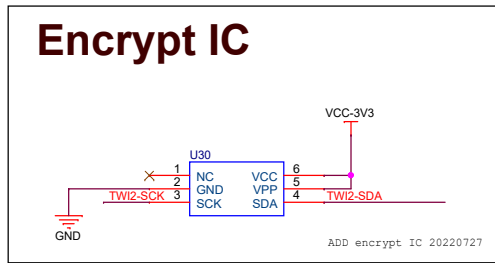 Encrypt IC
VCC-3V3
U30
1 NC VCC 6
2 GND VPP 5
TWI2-SCK 3 SCK SDA 4 TWI2-SDA
GND
ADD encrypt IC 20220727